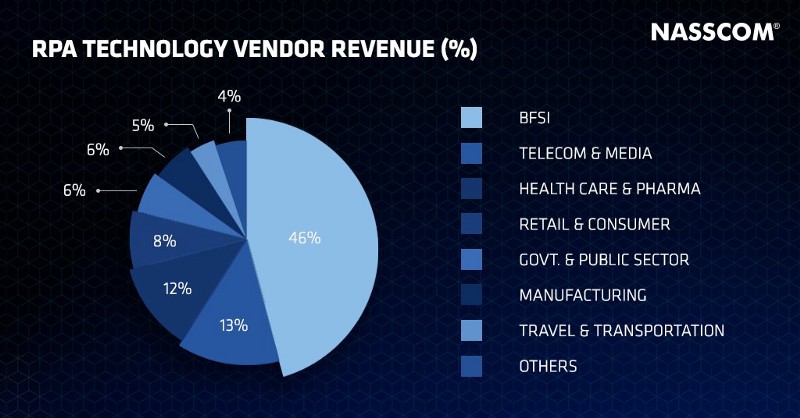 NASSCOM®
RPA TECHNOLOGY VENDOR REVENUE (%)
4%
5%
6%
6%
8%
12%
13%
46%
BFSI
TELECOM & MEDIA
HEALTH CARE & PHARMA
RETAIL & CONSUMER
GOVT. & PUBLIC SECTOR
MANUFACTURING
TRAVEL & TRANSPORTATION
OTHERS